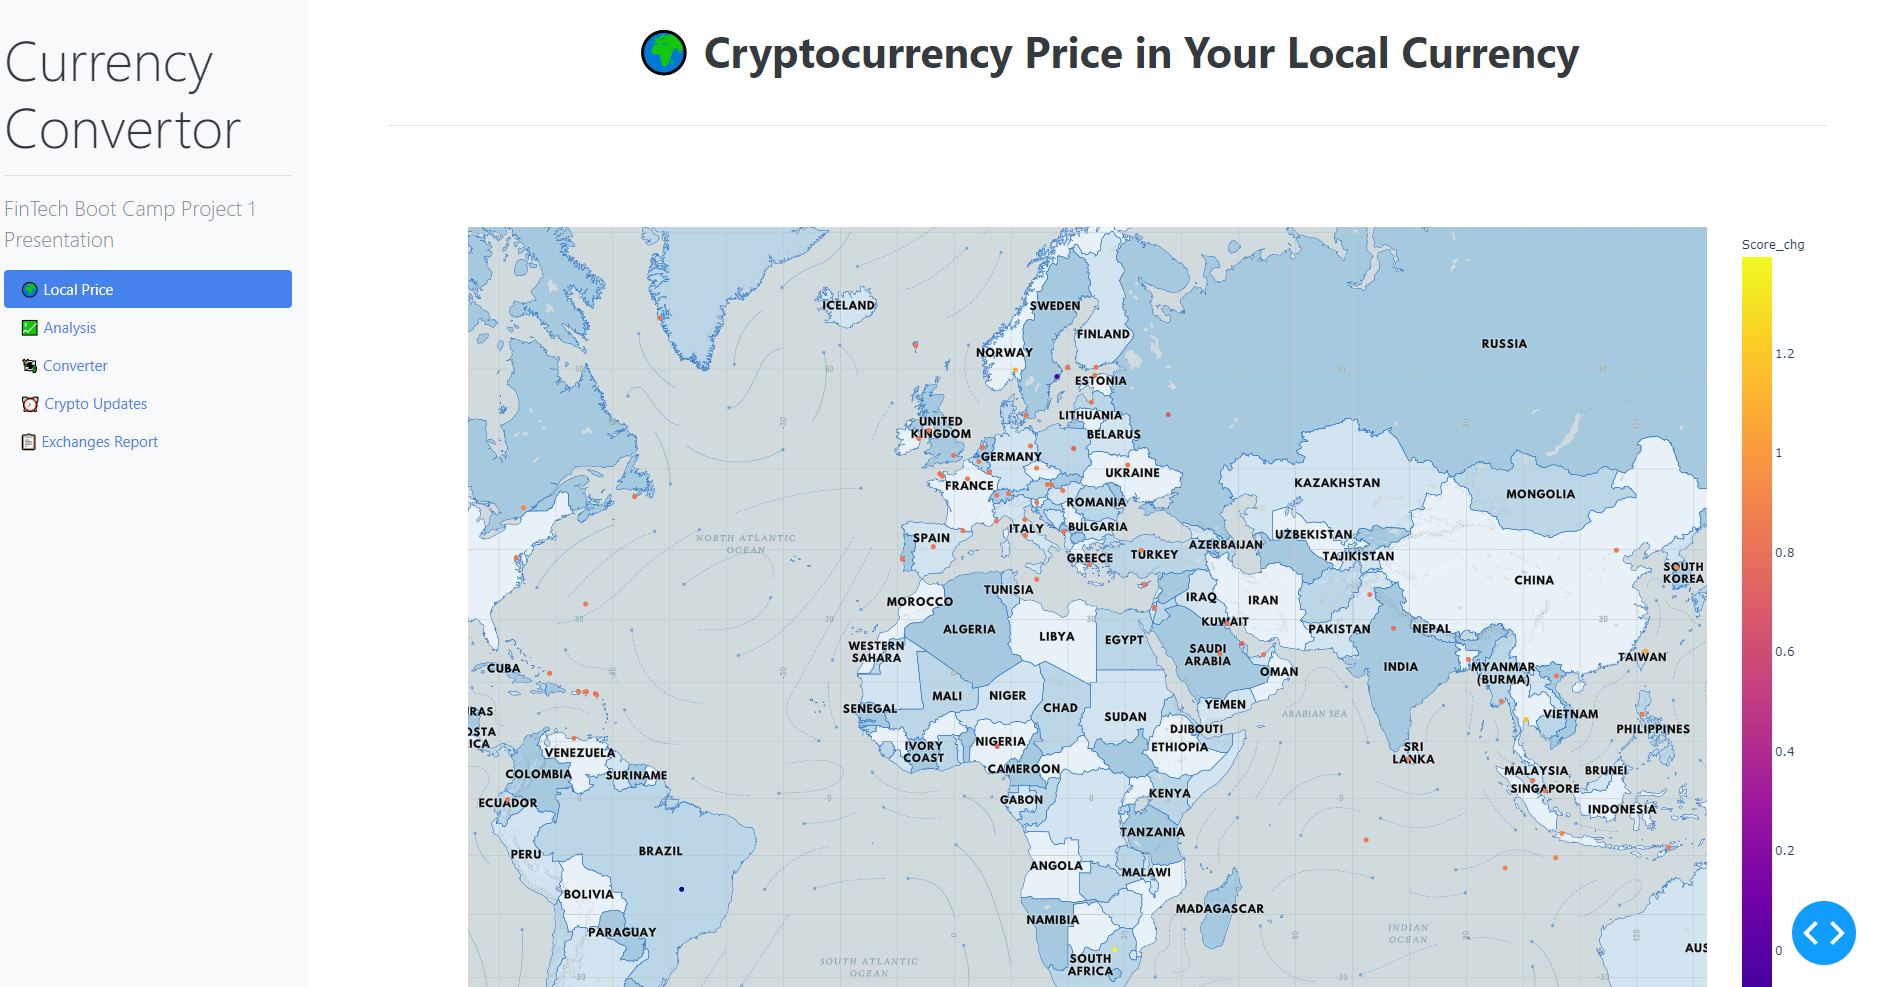 Currency
Convertor
FinTech Boot Camp Project 1
Presentation
Local Price
Analysis
Converter
Crypto Updates
Exchanges Report
Cryptocurrency Price in Your Local Currency
Score_chg
1.2
1
0.8
0.6
0.4
0.2
0
ICELAND
SWEDEN
FINLAND
NORWAY
RUSSIA
ESTONIA
LITHUANIA
UNITED
KINGDOM
BELARUS
GERMANY
UKRAINE
FRANCE
KAZAKHSTAN
MONGOLIA
ROMANIA
ITALY
BULGARIA
SPAIN
UZBEKISTAN
NORTH ATLANTIC
OCEAN
AZERBAIJAN
GREECE
TURKEY
TAJIKISTAN
SOUTH
KOREA
CHINA
TUNISIA
MOROCCO
IRAQ
IRAN
KUWAIT
ALGERIA
LIBYA
EGYPT
PAKISTAN
NEPAL
WESTERN
SAHARA
SAUDI
ARABIA
TAIWAN
CUBA
OMAN
INDIA
MYANMAR
(BURMA)
MALI
NIGER
CHAD
SENEGAL
YEMEN
SUDAN
ARABIAN SEA
VIETNAM
PHILIPPINES
RAS
OSTA
ICA
DJIBOUTI
ETHIOPIA
NIGERIA
IVORY
COAST
VENEZUELA
SRI
LANKA
COLOMBIA
SURINAME
CAMEROON
MALAYSIA
BRUNEI
SINGAPORE
ECUADOR
GABON
KENYA
INDONESIA
TANZANIA
PERU
BRAZIL
ANGOLA
MALAWI
BOLIVIA
MADAGASCAR
NAMIBIA
PARAGUAY
INDIAN
OCEAN
AUS
SOUTH ATLANTIC
OCEAN
SOUTH
AFRICA